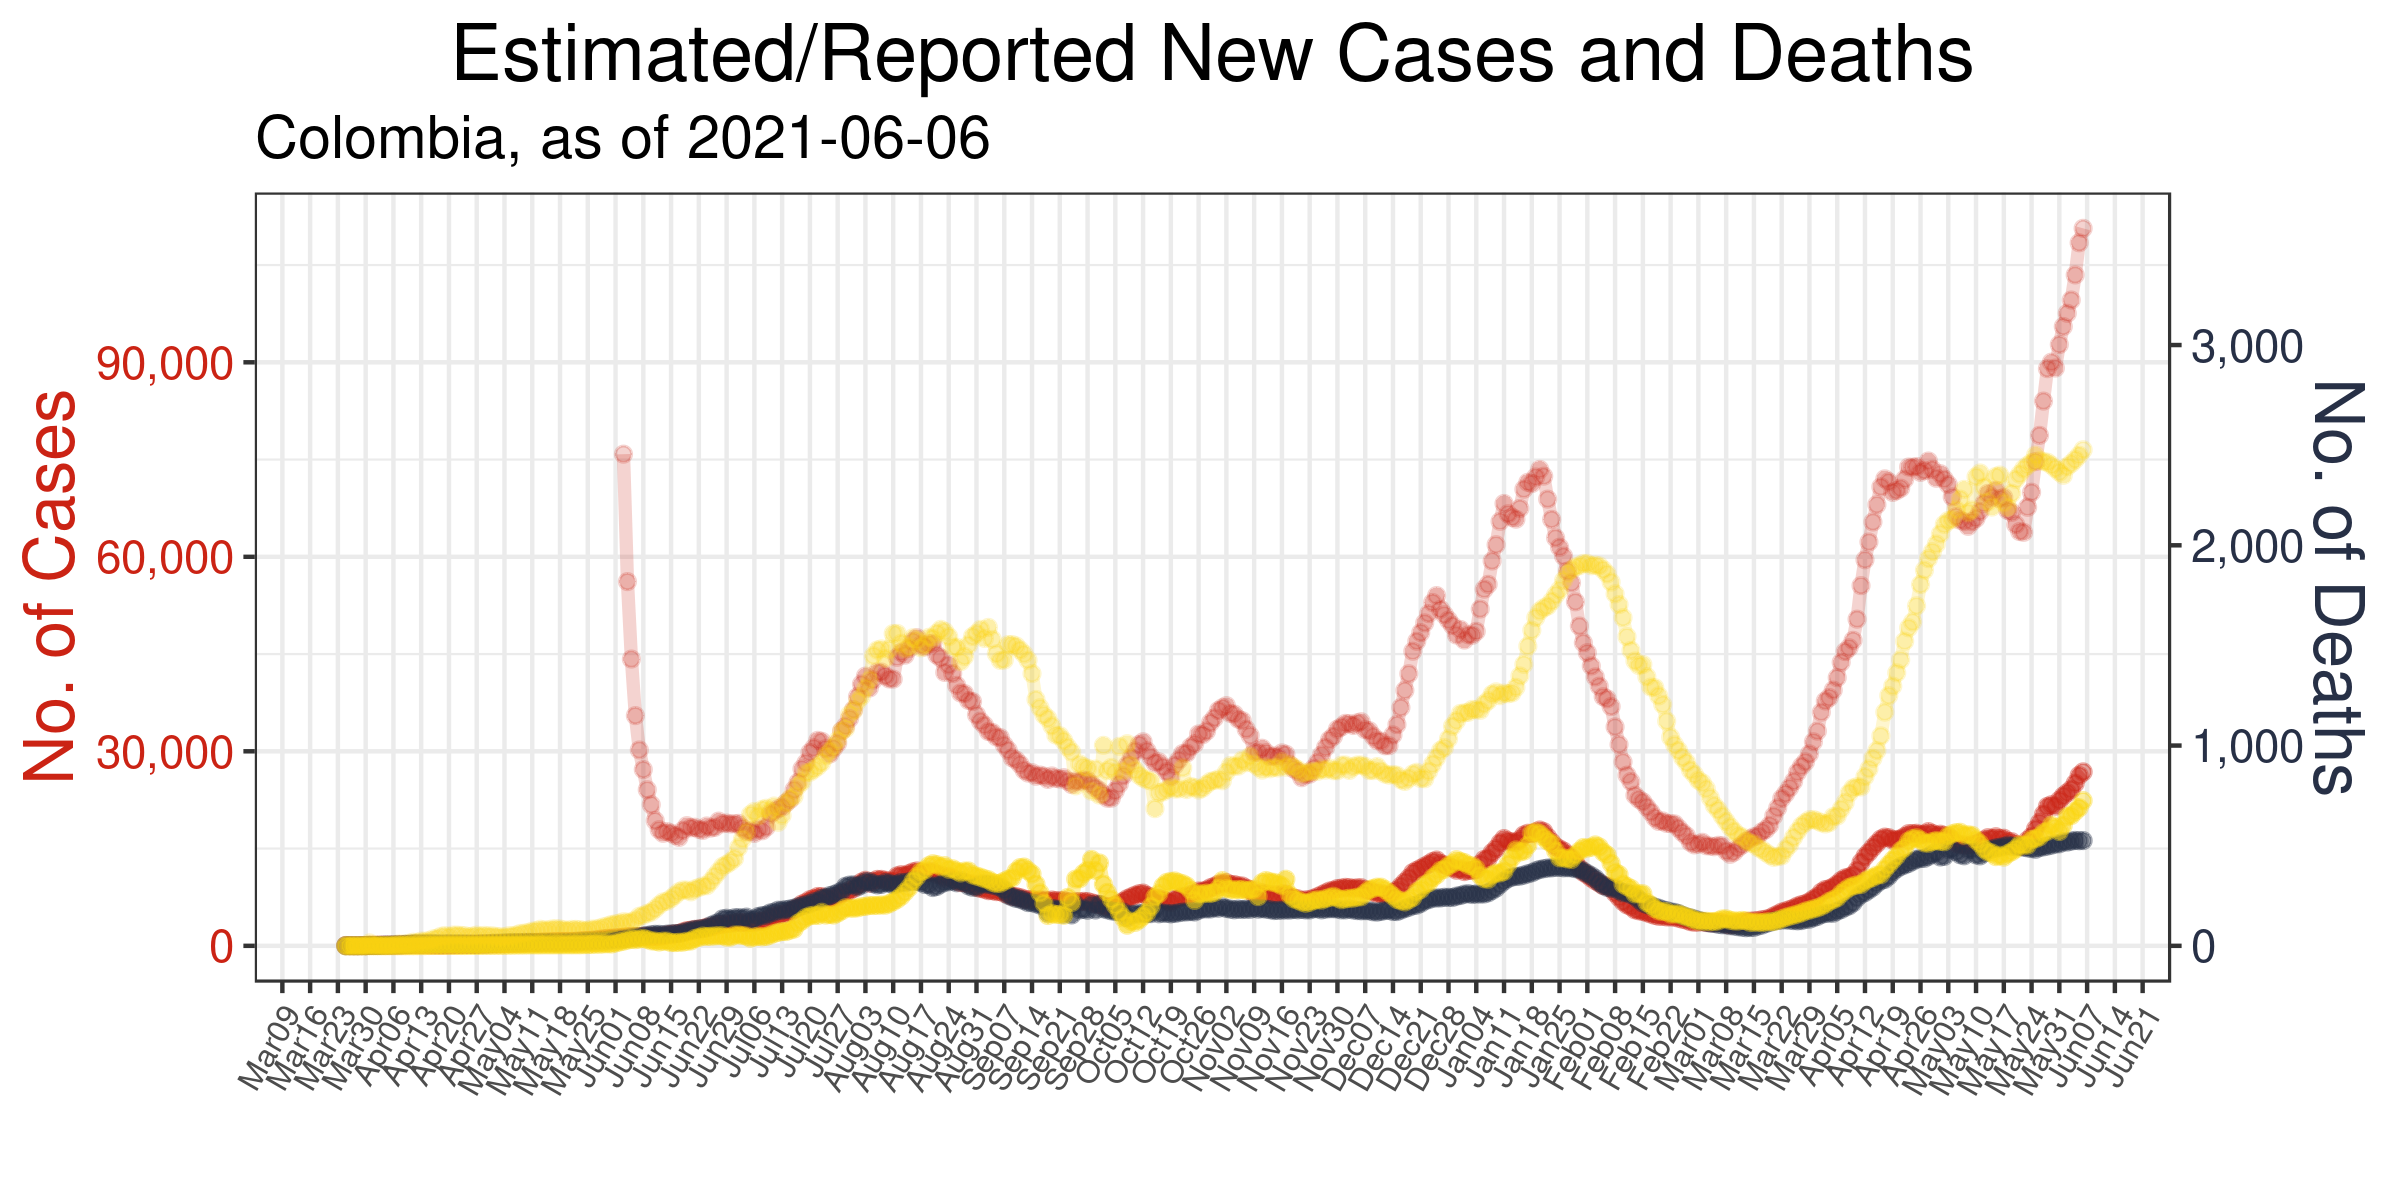 Estimated/Reported New Cases and Deaths
Colombia, as of 2021-06-06
No. of Cases
90,000
60,000
30,000
0
3,000
2,000
1,000
0
No. of Deaths
Mar09
Mar16
Mar23
Mar30
Apr06
Apr13
Apr20
Apr27
May04
May11
May18
May25
Jun01
Jun08
Jun15
Jun22
Jun29
Jul06
Jul13
Jul20
Jul27
Aug03
Aug10
Aug17
Aug24
Aug31
Sep07
Sep14
Sep21
Sep28
Oct05
Oct12
Oct19
Oct26
Nov02
Nov09
Nov16
Nov23
Nov30
Dec07
Dec14
Dec21
Dec28
Jan04
Jan11
Jan18
Jan25
Feb01
Feb08
Feb15
Feb22
Mar01
Mar08
Mar15
Mar22
Mar29
Apr05
Apr12
Apr19
Apr26
May03
May10
May17
May24
May31
Jun07
Jun14
Jun21